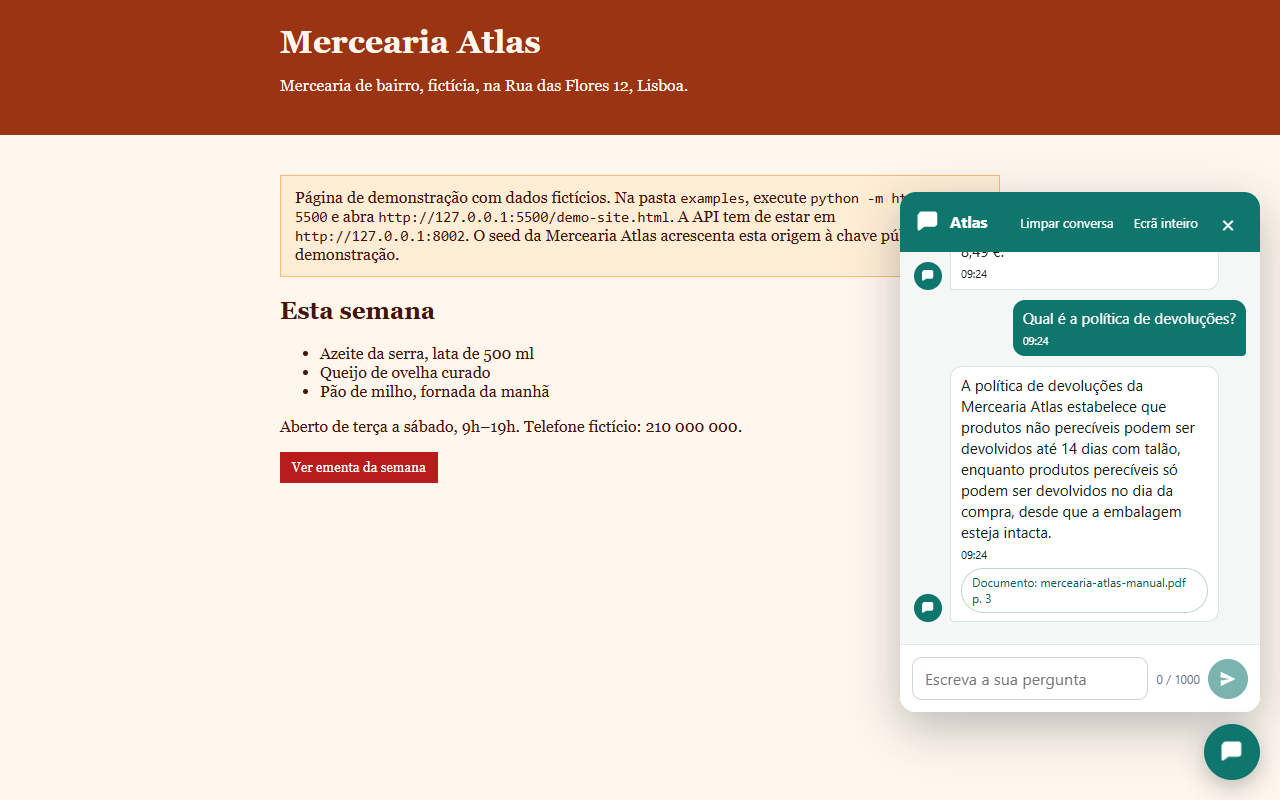 Mercearia Atlas
Mercearia de bairro, fictícia, na Rua das Flores 12, Lisboa.
Página de demonstração com dados fictícios. Na pasta examples, execute python -m
5500 e abra http://127.0.0.1:5500/demo-site.html. A API tem de estar em
http://127.0.0.1:8002. O seed da Mercearia Atlas acrescenta esta origem à chave
demonstração.
Esta semana
• Azeite da serra, lata de 500 ml
• Queijo de ovelha curado
• Pão de milho, fornada da manhã
Aberto de terça a sábado, 9h–19h. Telefone fictício: 210 000 000.
Ver ementa da semana
Atlas
Limpar conversa
Ecrã inteiro
×
8,49 €.
09:24
Qual é a política de devoluções?
09:24
A política de devoluções da
Mercearia Atlas estabelece que
produtos não perecíveis podem ser
devolvidos até 14 dias com talão,
enquanto produtos perecíveis só
podem ser devolvidos no dia da
compra, desde que a embalagem
esteja intacta.
09:24
Documento: mercearia-atlas-manual.pdf
p. 3
Escreva a sua pergunta
0 / 1000